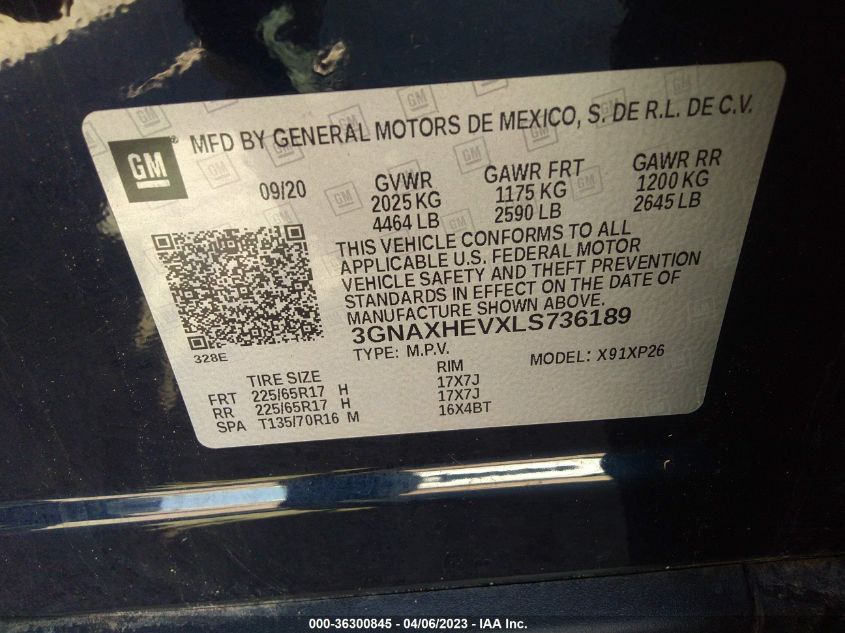 GM ® MFD BY GENERAL MOTORS DE MEXICO, S. DE R.L. DE C.V.
09/20 GVWR GAWR FRT GAWR RR
2025 KG 1175 KG 1200 KG
4464 LB 2590 LB 2645 LB
THIS VEHICLE CONFORMS TO ALL
APPLICABLE U.S. FEDERAL MOTOR
VEHICLE SAFETY AND THEFT PREVENTION
STANDARDS IN EFFECT ON THE DATE OF
MANUFACTURE SHOWN ABOVE.
3GNAXHEVXLS736189
328E TYPE: M.P.V. MODEL: X91XP26
TIRE SIZE RIM
FRT 225/65R17 H 17X7J
RR 225/65R17 H 17X7J
SPA T135/70R16 M 16X4BT
000-36300845 - 04/06/2023 - IAA Inc.